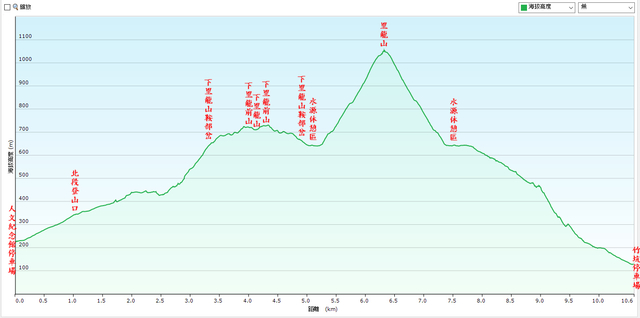 縮放
海拔高度
無
1100
1000
900
800
700
600
500
400
300
200
100
海拔高度 (m)
人文紀念館停車場
北段登山口
下里龍山鞍部岔
下里龍前山
下里龍山
下里龍前山
下里龍山鞍部岔
水源休憩區
里龍山
水源休憩區
竹坑停車場
0.0 0.5 1.0 1.5 2.0 2.5 3.0 3.5 4.0 4.5 5.0 5.5 6.0 6.5 7.0 7.5 8.0 8.5 9.0 9.5 10.0 10.6
距離 (km)